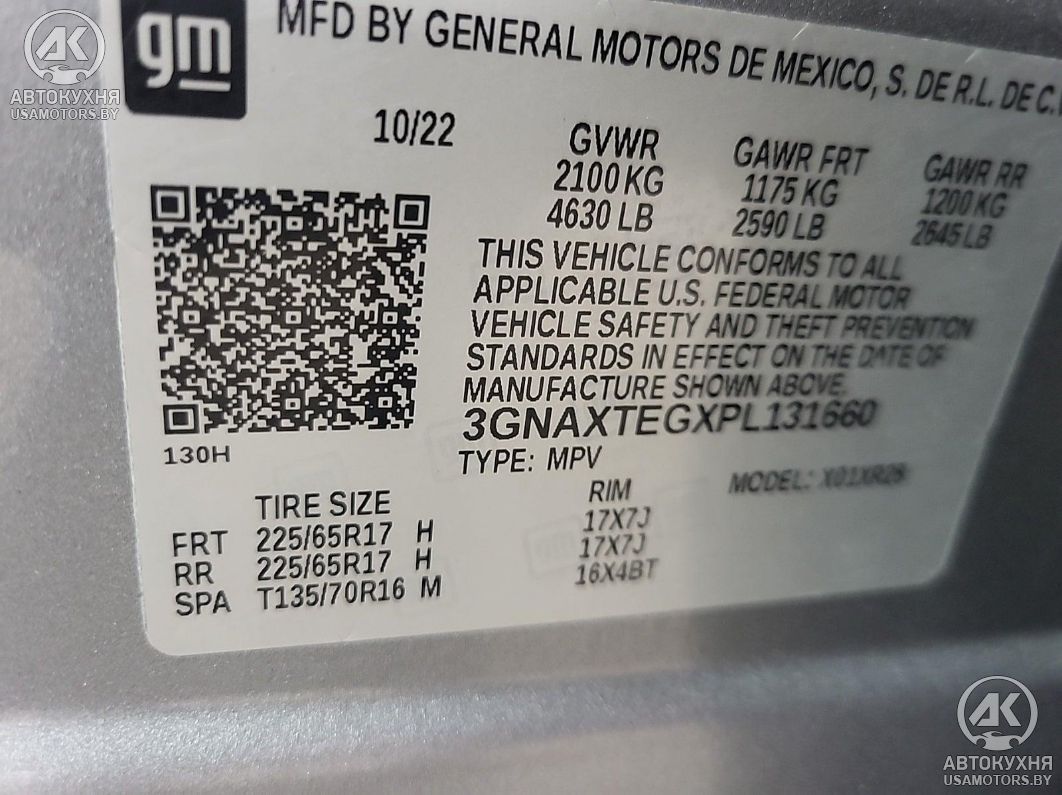 AK
АВТОКУХНЯ
USAMOTORS.BY
gm
MFD BY GENERAL MOTORS DE MEXICO, S. DE R.L. DE C.V
10/22
GVWR GAWR FRT GAWR RR
2100 KG 1175 KG 1200 KG
4630 LB 2590 LB 2645 LB
THIS VEHICLE CONFORMS TO ALL
APPLICABLE U.S. FEDERAL MOTOR
VEHICLE SAFETY AND THEFT PREVENTION
STANDARDS IN EFFECT ON THE DATE OF
MANUFACTURE SHOWN ABOVE.
3GNAXTEGXPL131660
130H
TYPE: MPV
MODEL:
TIRE SIZE RIM
FRT 225/65R17 H 17X7J
RR 225/65R17 H 17X7J
SPA T135/70R16 M 16X4BT
AK
АВТОКУХНЯ
USAMOTORS.BY